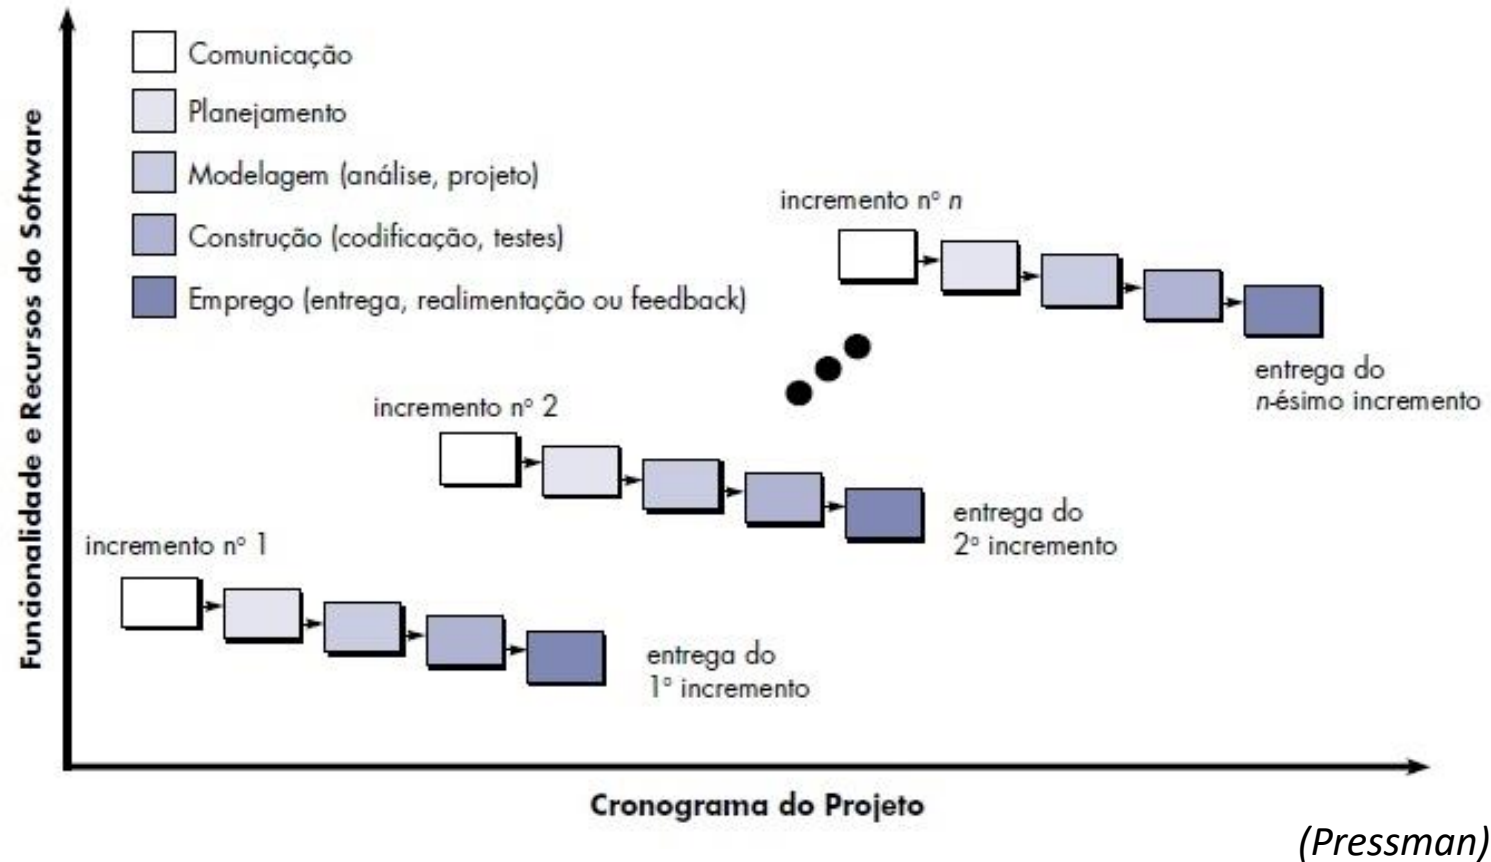 Funcionalidade e Recursos do Software
Comunicação
Planejamento
Modelagem (análise, projeto)
Construção (codificação, testes)
Emprego (entrega, realimentação ou feedback)
incremento nº n
entrega do
n-ésimo incremento
incremento nº 2
entrega do
2º incremento
incremento nº 1
entrega do
1º incremento
Cronograma do Projeto
(Pressman)